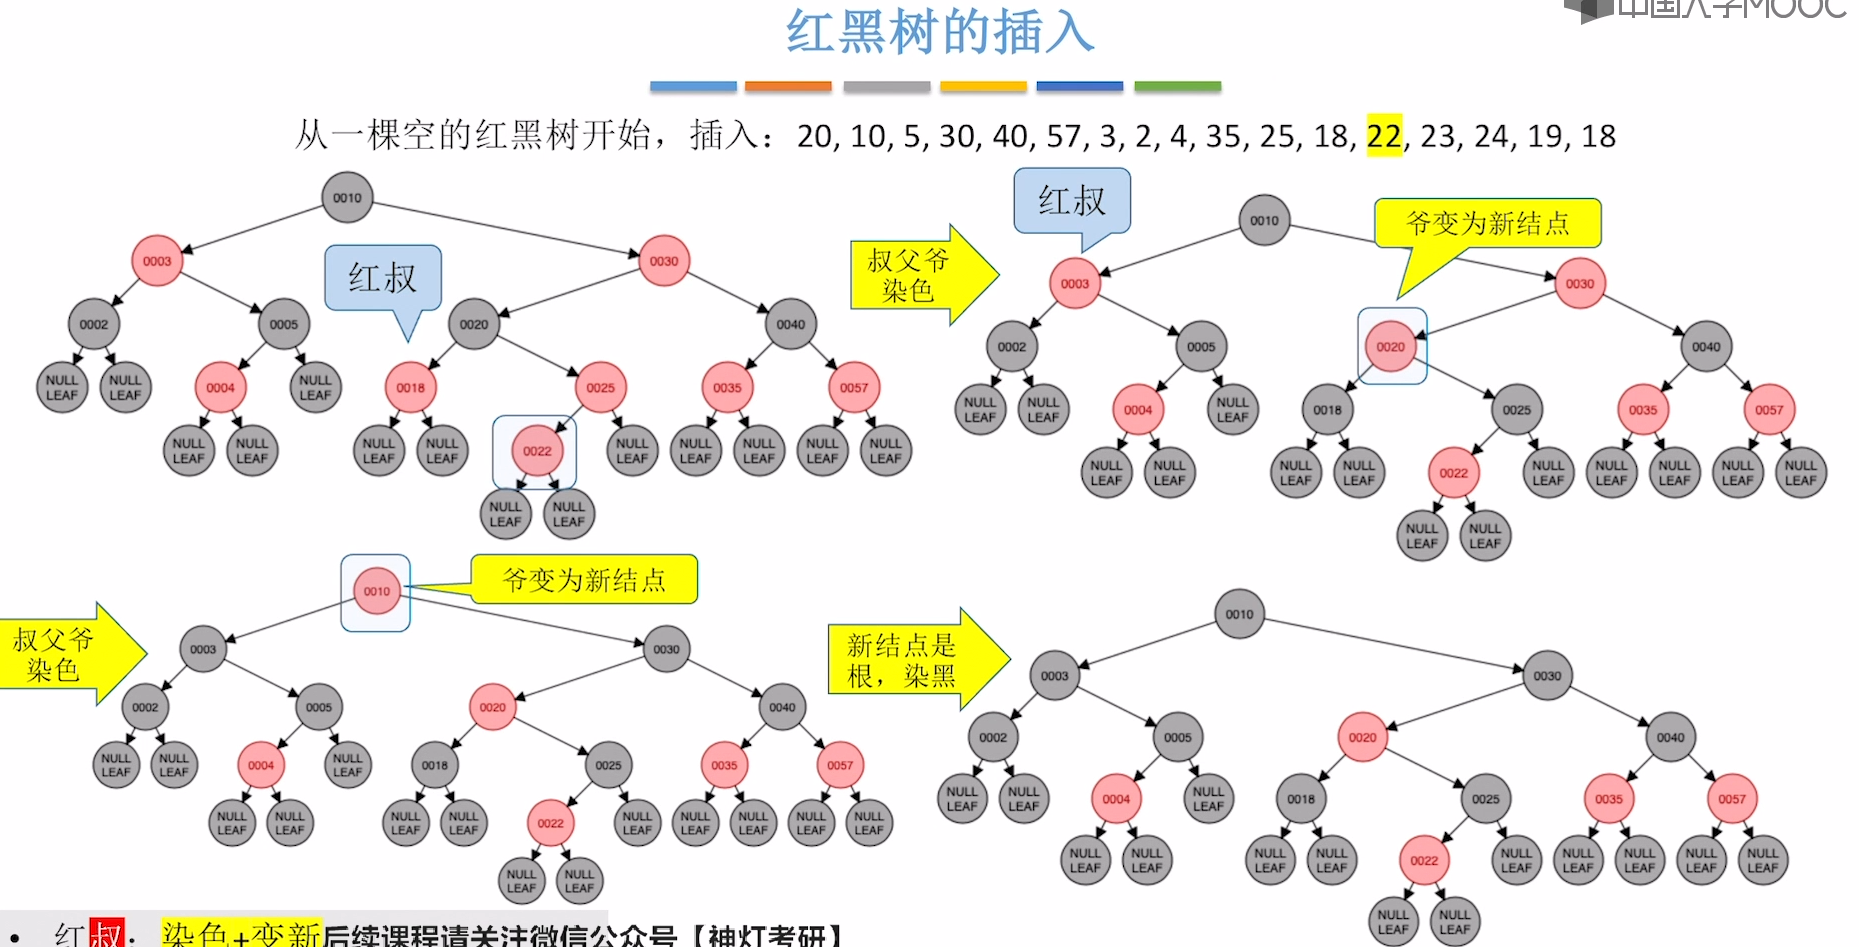 中国大学MOOC
红黑树的插入
从一棵空的红黑树开始，插入：20, 10, 5, 30, 40, 57, 3, 2, 4, 35, 25, 18, 22, 23, 24, 19, 18
0010
0003
0030
红叔
0002
0005
0020
0040
NULL LEAF
NULL LEAF
0004
NULL LEAF
0018
0025
0035
0057
NULL LEAF
NULL LEAF
NULL LEAF
NULL LEAF
0022
NULL LEAF
NULL LEAF
NULL LEAF
NULL LEAF
NULL LEAF
NULL LEAF
NULL LEAF
叔父爷
染色
红叔
0010
爷变为新结点
0003
0030
0002
0005
0020
0040
NULL LEAF
NULL LEAF
0004
NULL LEAF
0018
0025
0035
0057
NULL LEAF
NULL LEAF
NULL LEAF
NULL LEAF
0022
NULL LEAF
NULL LEAF
NULL LEAF
NULL LEAF
NULL LEAF
NULL LEAF
NULL LEAF
叔父爷
染色
0010
爷变为新结点
0003
0030
0002
0005
0020
0040
NULL LEAF
NULL LEAF
0004
NULL LEAF
0018
0025
0035
0057
NULL LEAF
NULL LEAF
NULL LEAF
NULL LEAF
0022
NULL LEAF
NULL LEAF
NULL LEAF
NULL LEAF
NULL LEAF
NULL LEAF
NULL LEAF
新结点是
根，染黑
0010
0003
0030
0002
0005
0020
0040
NULL LEAF
NULL LEAF
0004
NULL LEAF
0018
0025
0035
0057
NULL LEAF
NULL LEAF
NULL LEAF
NULL LEAF
0022
NULL LEAF
NULL LEAF
NULL LEAF
NULL LEAF
NULL LEAF
NULL LEAF
NULL LEAF
• 红叔：染色+变新
后续课程请关注微信公众号【神灯考研】